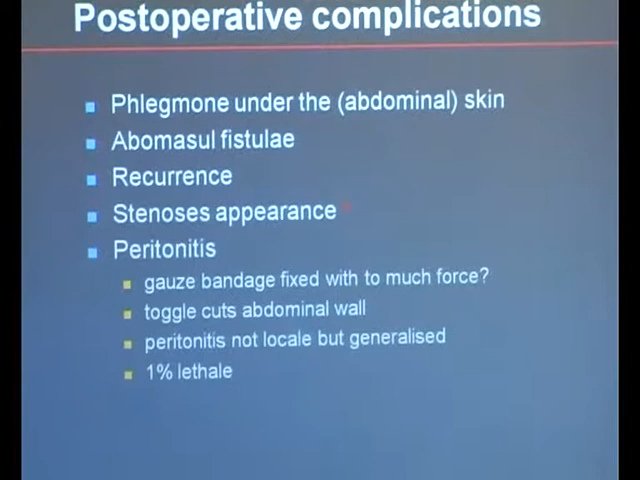 Postoperative complications
Phlegmone under the (abdominal) skin
Abomasul fistulae
Recurrence
Stenoses appearance
Peritonitis
gauze bandage fixed with to much force?
toggle cuts abdominal wall
peritonitis not locale but generalised
1% lethale